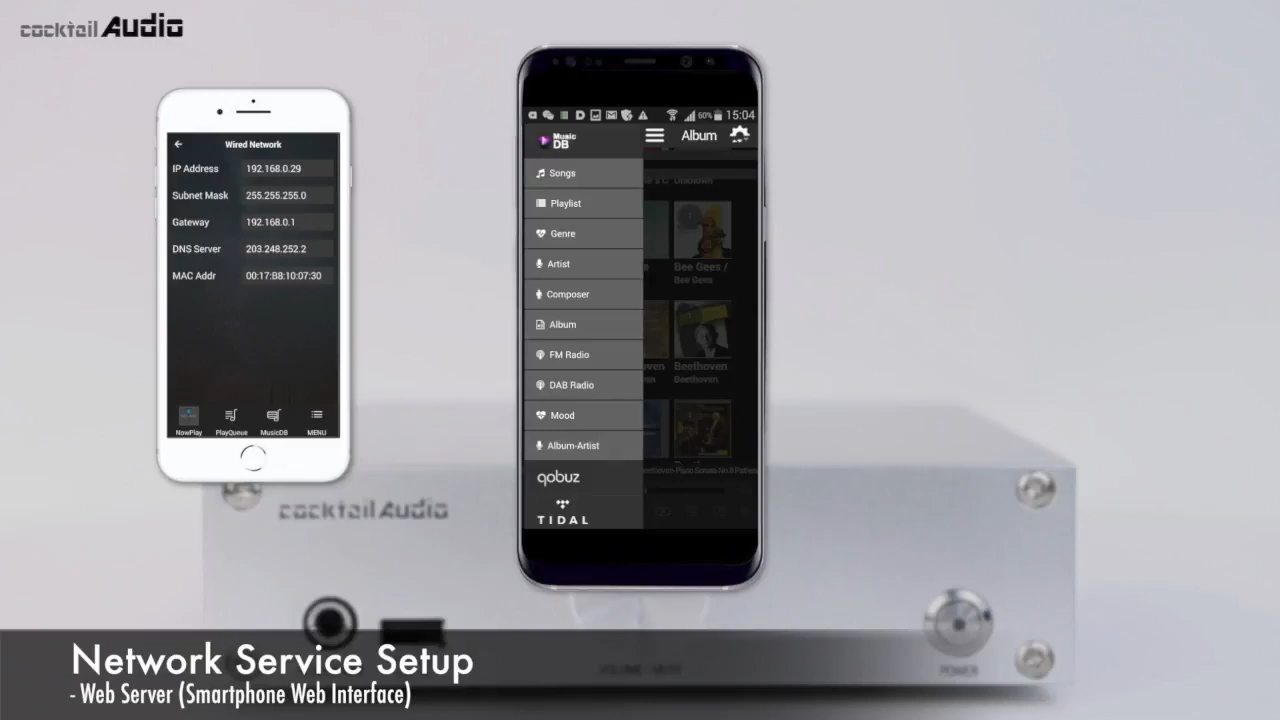 cocktail Audio
Wired Network
IP Address 192.168.0.29
Subnet Mask 255.255.255.0
Gateway 192.168.0.1
DNS Server 203.248.252.2
MAC Addr 00:17:B8:10:07:30
NowPlay PlayQueue MusicDB MENU
60% 15:04
Music DB
Album
Songs
Playlist
Genre
Artist
Composer
Album
FM Radio
DAB Radio
Mood
Album-Artist
qobuz
TIDAL
Unknown
Bee Gees /
Bee Gees
Beethoven
Beethoven
cocktail Audio
POWER
Network Service Setup
- Web Server (Smartphone Web Interface)